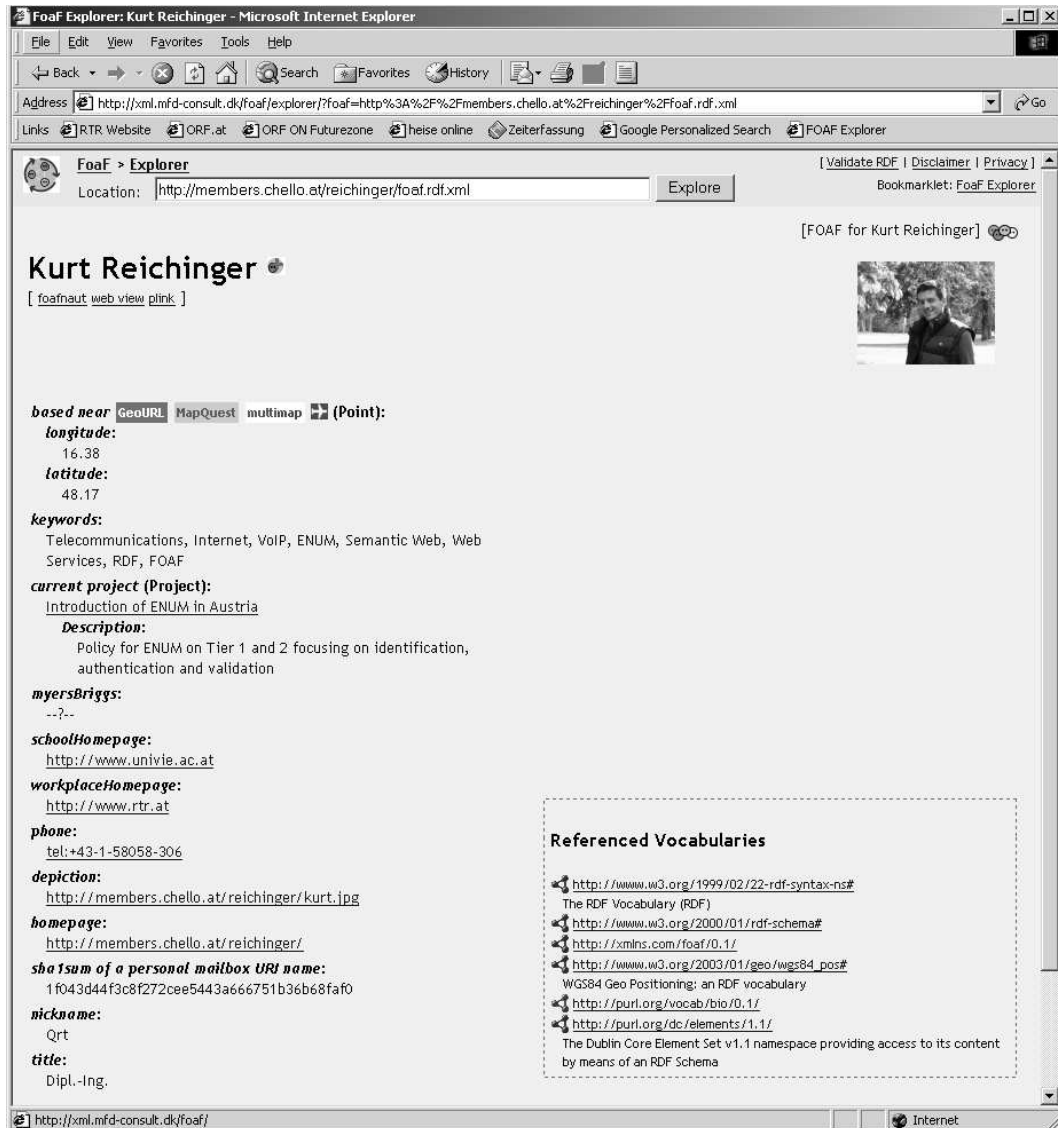 FoaF Explorer: Kurt Reichinger - Microsoft Internet Explorer
File Edit View Favorites Tools Help
Back Search Favorites History
Address http://xml.mfd-consult.dk/foaf/explorer/?foaf=http%3A%2F%2Fmembers.chello.at%2Freichinger%2Ffoaf.rdf.xml Go
Links RTR Website ORF.at ORF ON Futurezone heise online Zeiterfassung Google Personalized Search FOAF Explorer
FoaF > Explorer [ Validate RDF | Disclaimer | Privacy ]
Location: http://members.chello.at/reichinger/foaf.rdf.xml Explore Bookmarklet: FoaF Explorer
[FOAF for Kurt Reichinger]
Kurt Reichinger
[ foafnaut web view plink ]
based near GeoURL MapQuest multimap (Point):
longitude:
16.38
latitude:
48.17
keywords:
Telecommunications, Internet, VoIP, ENUM, Semantic Web, Web
Services, RDF, FOAF
current project (Project):
Introduction of ENUM in Austria
Description:
Policy for ENUM on Tier 1 and 2 focusing on identification,
authentication and validation
myersBriggs:
--?--
schoolHomepage:
http://www.univie.ac.at
workplaceHomepage:
http://www.rtr.at
phone:
tel:+43-1-58058-306
depiction:
http://members.chello.at/reichinger/kurt.jpg
homepage:
http://members.chello.at/reichinger/
sha1sum of a personal mailbox URI name:
1f043d44f3c8f272cee5443a666751b36b68faf0
nickname:
Qrt
title:
Dipl.-Ing.
Referenced Vocabularies
http://www.w3.org/1999/02/22-rdf-syntax-ns#
The RDF Vocabulary (RDF)
http://www.w3.org/2000/01/rdf-schema#
http://xmlns.com/foaf/0.1/
http://www.w3.org/2003/01/geo/wgs84_pos#
WGS84 Geo Positioning: an RDF vocabulary
http://purl.org/vocab/bio/0.1/
http://purl.org/dc/elements/1.1/
The Dublin Core Element Set v1.1 namespace providing access to its content
by means of an RDF Schema
http://xml.mfd-consult.dk/foaf/ Internet